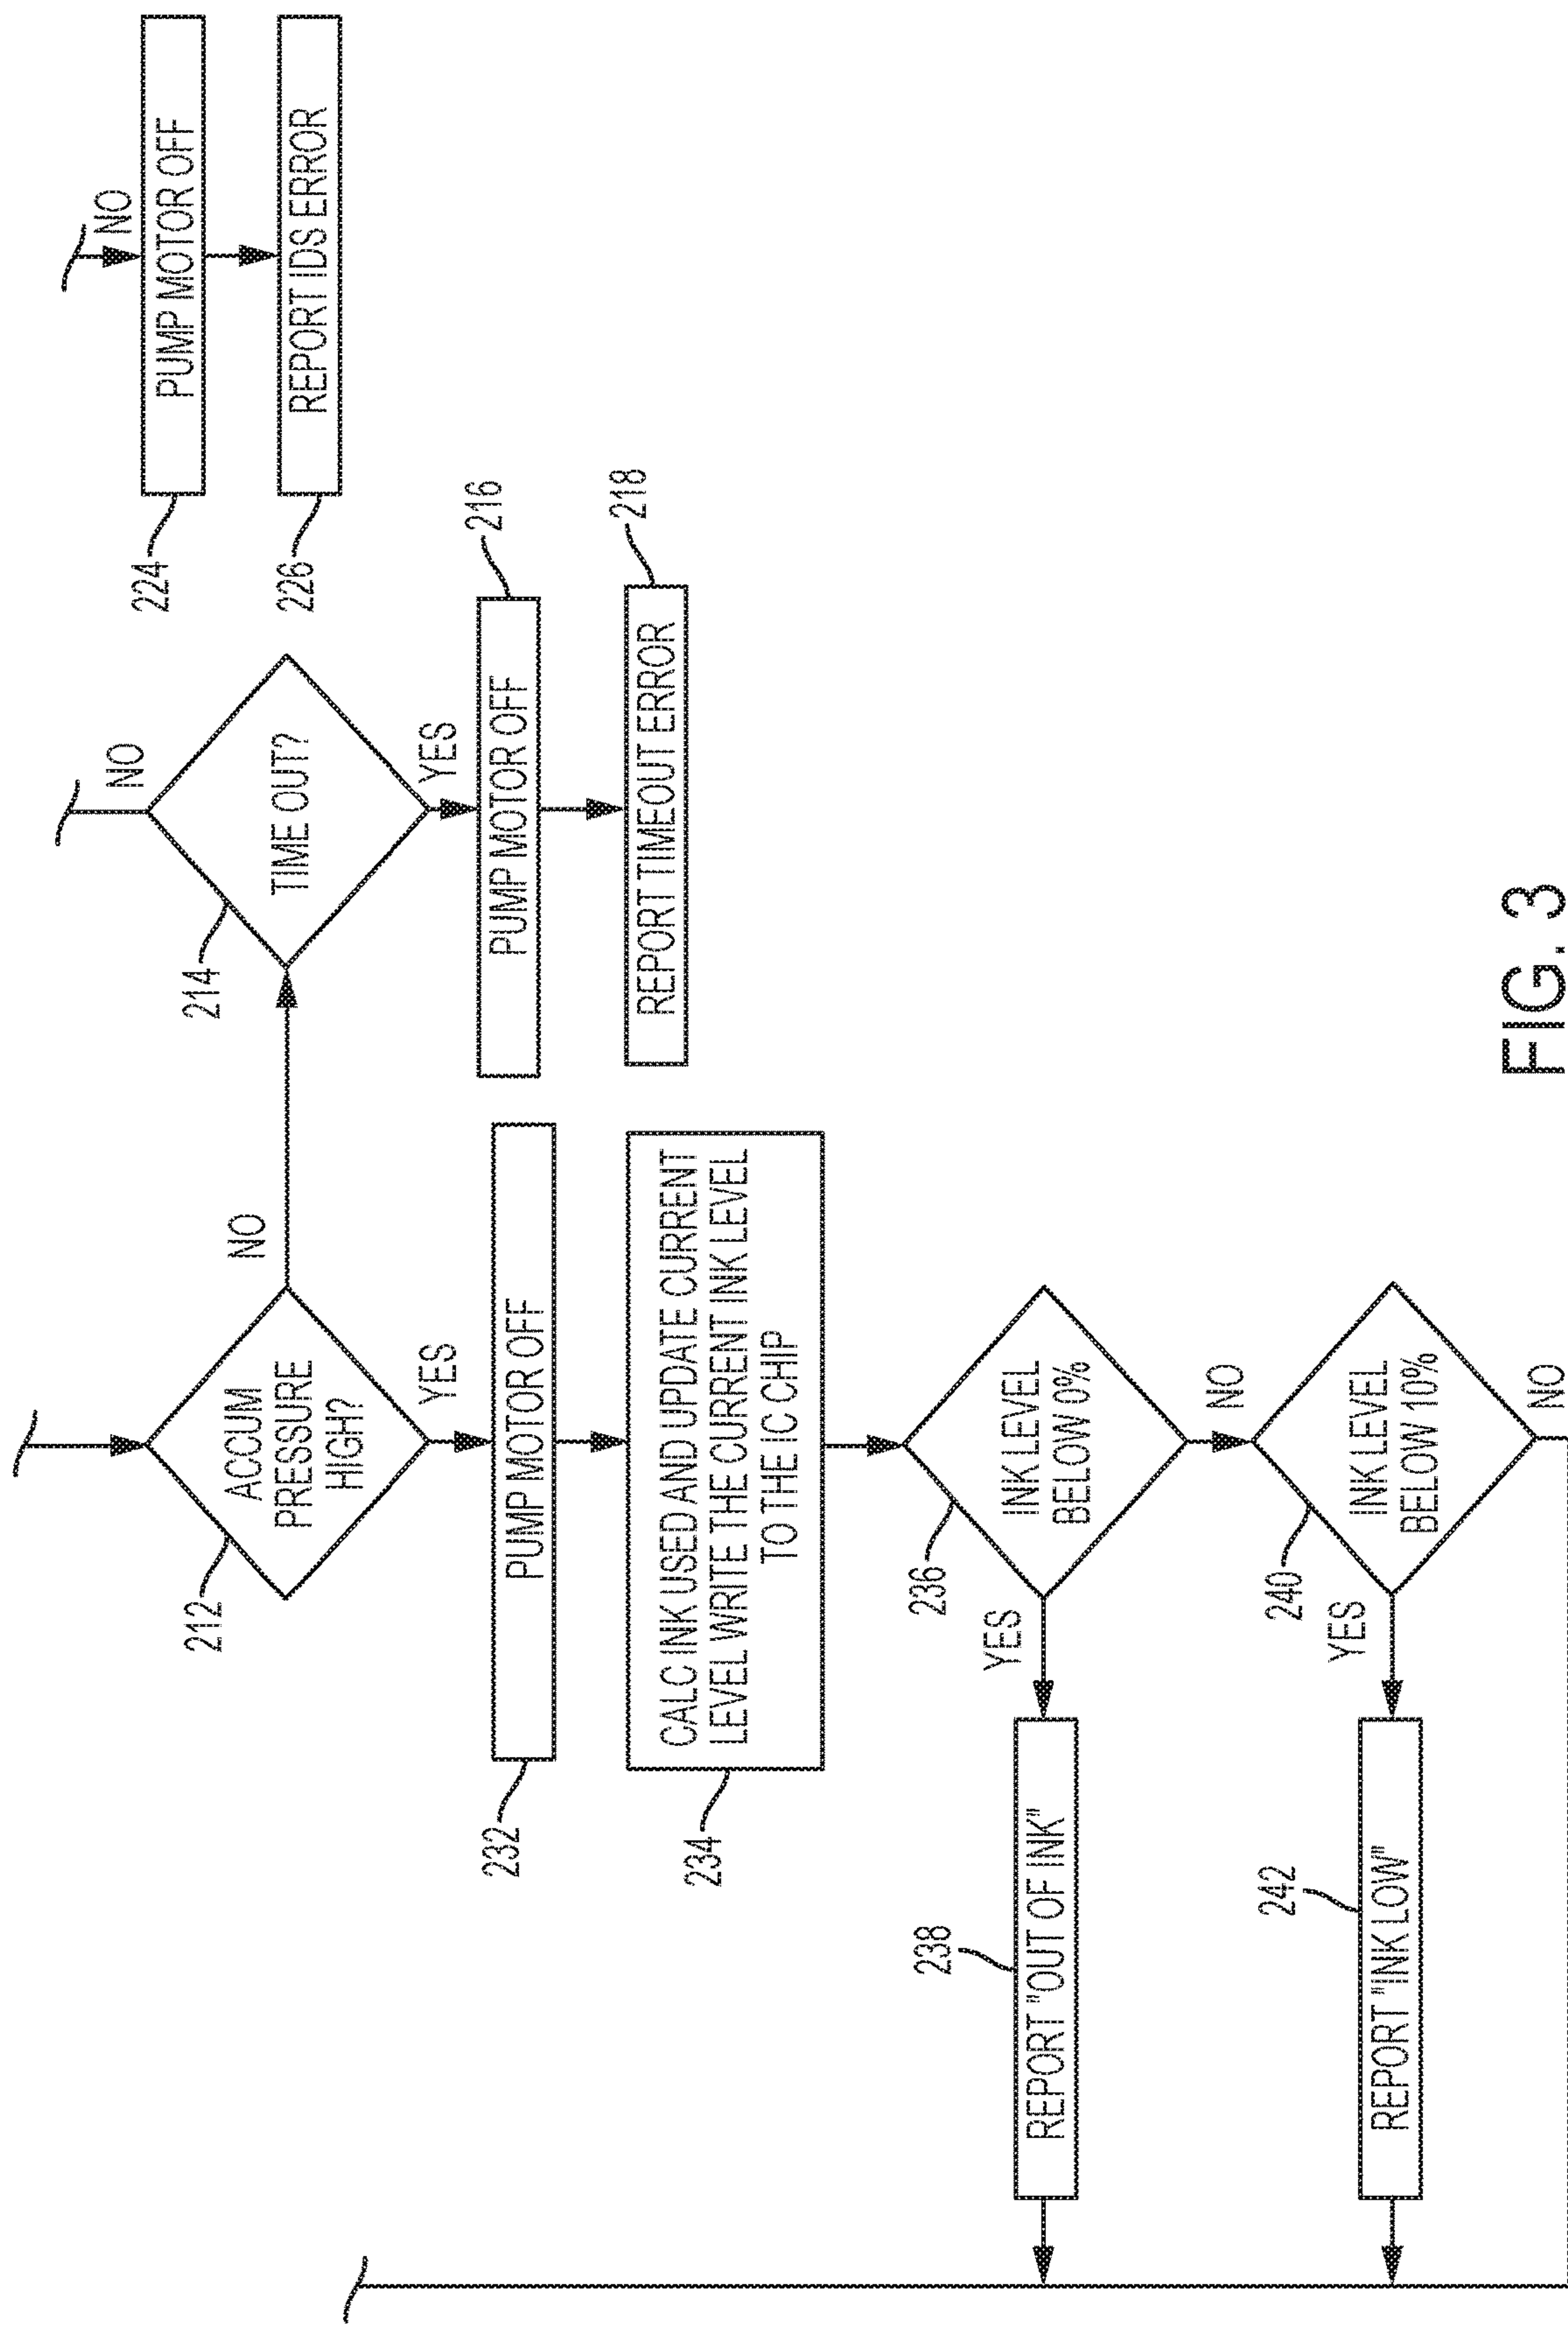 NO
PUMP MOTOR OFF
224
REPORT IDS ERROR
226
ACCUM
PRESSURE
HIGH?
212
NO
YES
TIME OUT?
214
NO
YES
PUMP MOTOR OFF
216
REPORT TIMEOUT ERROR
218
PUMP MOTOR OFF
232
CALC INK USED AND UPDATE CURRENT
LEVEL WRITE THE CURRENT INK LEVEL
TO THE IC CHIP
234
INK LEVEL
BELOW 0%
236
YES
NO
REPORT "OUT OF INK"
238
INK LEVEL
BELOW 10%
240
YES
NO
REPORT "INK LOW"
242
FIG. 3